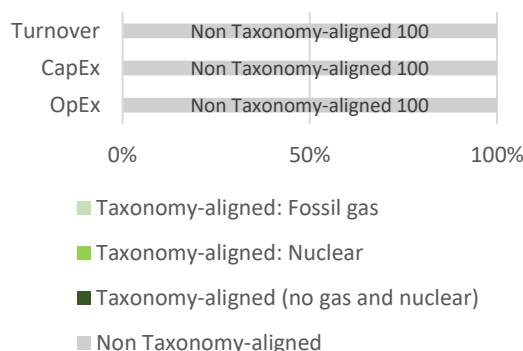 Turnover Non Taxonomy-aligned 100
CapEx Non Taxonomy-aligned 100
OpEx Non Taxonomy-aligned 100
0% 50% 100%
Taxonomy-aligned: Fossil gas
Taxonomy-aligned: Nuclear
Taxonomy-aligned (no gas and nuclear)
Non Taxonomy-aligned